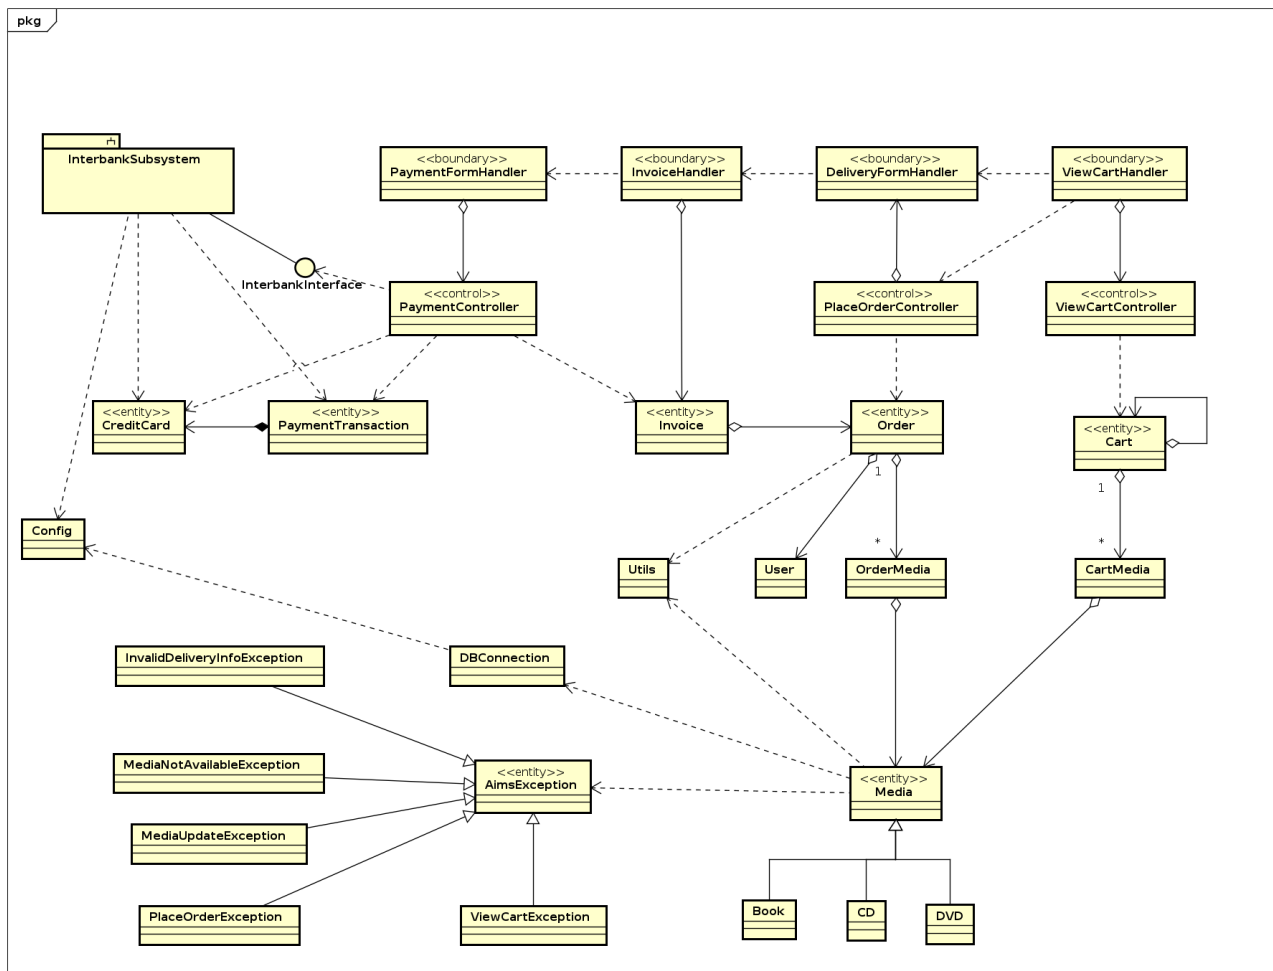 pkg
InterbankSubsystem
<<boundary>>
PaymentFormHandler
<<boundary>>
InvoiceHandler
<<boundary>>
DeliveryFormHandler
<<boundary>>
ViewCartHandler
InterbankInterface
<<control>>
PaymentController
<<control>>
PlaceOrderController
<<control>>
ViewCartController
<<entity>>
CreditCard
<<entity>>
PaymentTransaction
<<entity>>
Invoice
<<entity>>
Order
<<entity>>
Cart
1
1
*
*
Config
Utils
User
OrderMedia
CartMedia
InvalidDeliveryInfoException
DBConnection
MediaNotAvailableException
<<entity>>
AimsException
<<entity>>
Media
MediaUpdateException
PlaceOrderException
ViewCartException
Book
CD
DVD